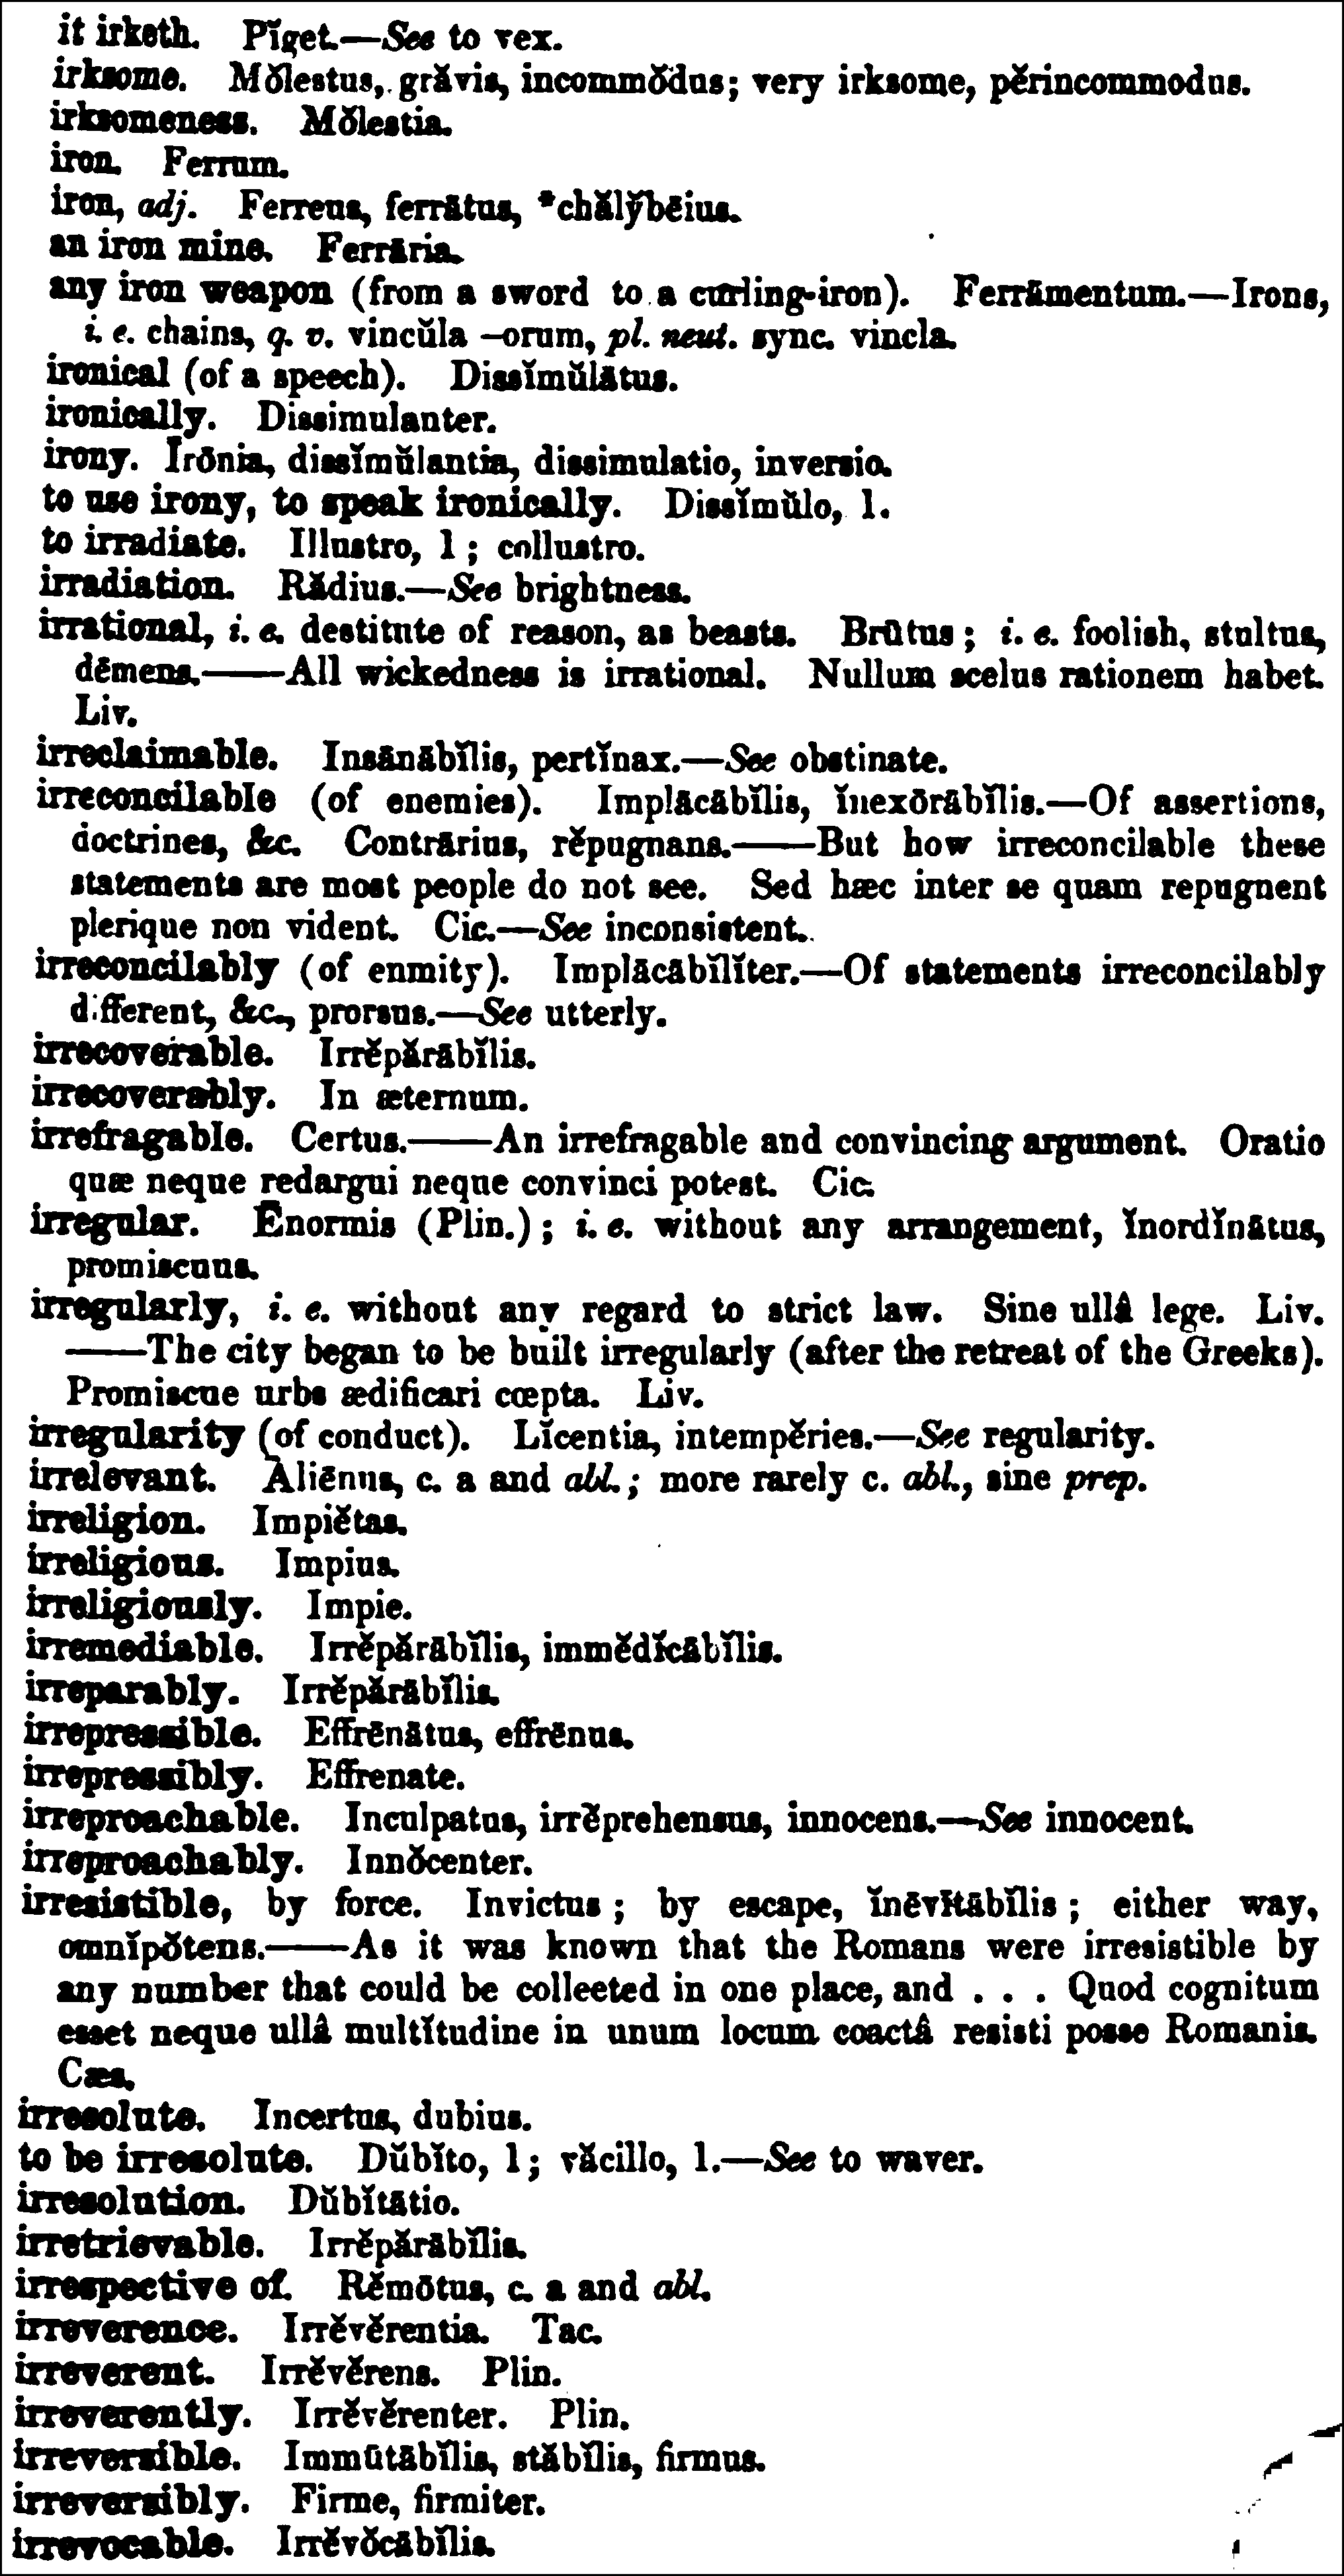 it irketh. Pĭget.—See to vex.
irksome. Mŏlestus, grăvis, incommŏdus; very irksome, pĕrincommodus.
irksomeness. Mŏlestia.
iron. Ferrum.
iron, adj. Ferreus, ferrātus, *chăly̆bēius.
an iron mine. Ferrāria.
any iron weapon (from a sword to a curling-iron). Ferrāmentum.—Irons,
i. e. chains, q. v. vincŭla –orum, pl. neut. sync. vincla.
ironical (of a speech). Dissĭmŭlātus.
ironically. Dissimulanter.
irony. Īrōnia, dissĭmŭlantia, dissimulatio, inversio.
to use irony, to speak ironically. Dissĭmŭlo, 1.
to irradiate. Illustro, 1; collustro.
irradiation. Rădius.—See brightness.
irrational, i. e. destitute of reason, as beasts. Brūtus; i. e. foolish, stultus,
dēmens.——All wickedness is irrational. Nullum scelus rationem habet.
Liv.
irreclaimable. Insānābĭlis, pertĭnax.—See obstinate.
irreconcilable (of enemies). Implācābĭlis, ĭnexōrābĭlis.—Of assertions,
doctrines, &c. Contrārius, rĕpugnans.——But how irreconcilable these
statements are most people do not see. Sed hæc inter se quam repugnent
plerique non vident. Cic.—See inconsistent.
irreconcilably (of enmity). Implācābĭlĭter.—Of statements irreconcilably
different, &c., prorsus.—See utterly.
irrecoverable. Irrĕpărābĭlis.
irrecoverably. In æternum.
irrefragable. Certus.——An irrefragable and convincing argument. Oratio
quæ neque redargui neque convinci potest. Cic.
irregular. Ēnormis (Plin.); i. e. without any arrangement, ĭnordĭnātus,
promiscuus.
irregularly, i. e. without any regard to strict law. Sine ullâ lege. Liv.
——The city began to be built irregularly (after the retreat of the Greeks).
Promiscue urbs ædificari cœpta. Liv.
irregularity (of conduct). Lĭcentia, intempĕries.—See regularity.
irrelevant. Ăliēnus, c. a and abl.; more rarely c. abl., sine prep.
irreligion. Impiĕtas.
irreligious. Impius.
irreligiously. Impie.
irremediable. Irrĕpărābĭlis, immĕdĭcābĭlis.
irreparably. Irrĕpărābĭlis.
irrepressible. Effrēnātus, effrēnus.
irrepressibly. Effrenate.
irreproachable. Inculpatus, irrĕprehensus, innocens.—See innocent.
irreproachably. Innŏcenter.
irresistible, by force. Invictus; by escape, ĭnēvĭtābĭlis; either way,
omnĭpŏtens.——As it was known that the Romans were irresistible by
any number that could be collected in one place, and . . . Quod cognitum
esset neque ullâ multĭtudine in unum locum coactâ resisti posse Romanis.
Cæs.
irresolute. Incertus, dubius.
to be irresolute. Dŭbĭto, 1; văcillo, 1.—See to waver.
irresolution. Dŭbĭtātio.
irretrievable. Irrĕpărābĭlis.
irrespective of. Rĕmōtus, c. a and abl.
irreverence. Irrĕvĕrentia. Tac.
irreverent. Irrĕvĕrens. Plin.
irreverently. Irrĕvĕrenter. Plin.
irreversible. Immūtābĭlis, stăbĭlis, firmus.
irreversibly. Firme, firmiter.
irrevocable. Irrĕvŏcābĭlis.